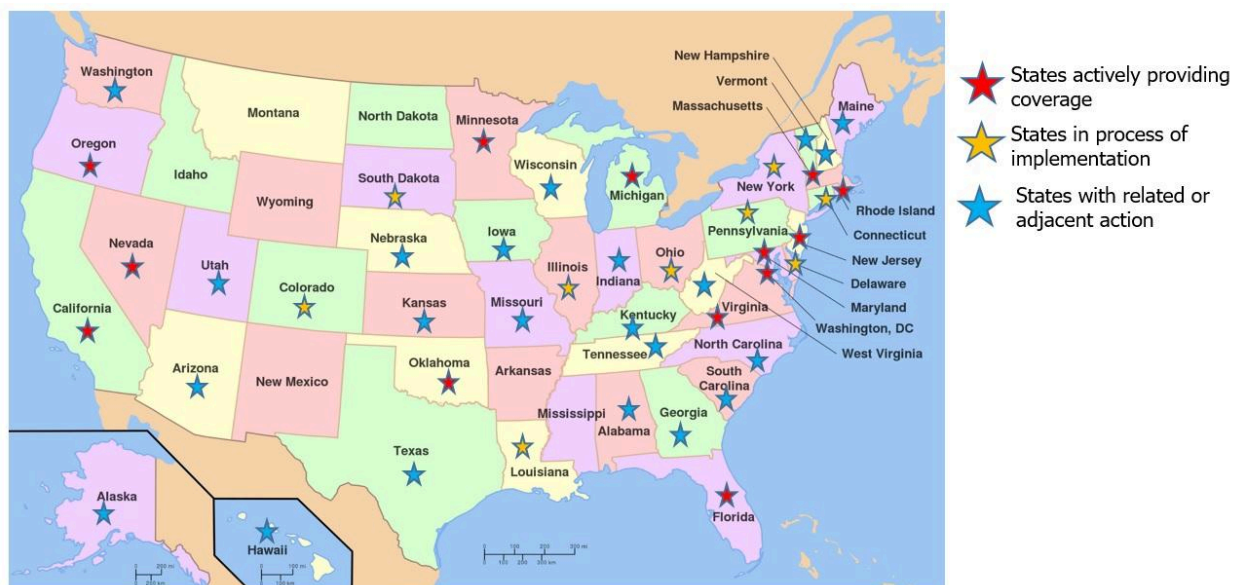 New Hampshire
Vermont
Massachusetts
Washington
Montana
North Dakota
Minnesota
Maine
Oregon
Idaho
Wisconsin
South Dakota
Michigan
New York
Wyoming
Rhode Island
Connecticut
Pennsylvania
New Jersey
Nevada
Nebraska
Iowa
Utah
Colorado
Illinois
Indiana
Ohio
Delaware
Maryland
California
Kansas
Missouri
Kentucky
Virginia
Washington, DC
West Virginia
North Carolina
Tennessee
Arizona
New Mexico
Oklahoma
Arkansas
South
Carolina
Mississippi
Alabama
Georgia
Texas
Louisiana
Florida
Alaska
Hawaii
States actively providing
coverage
States in process of
implementation
States with related or
adjacent action